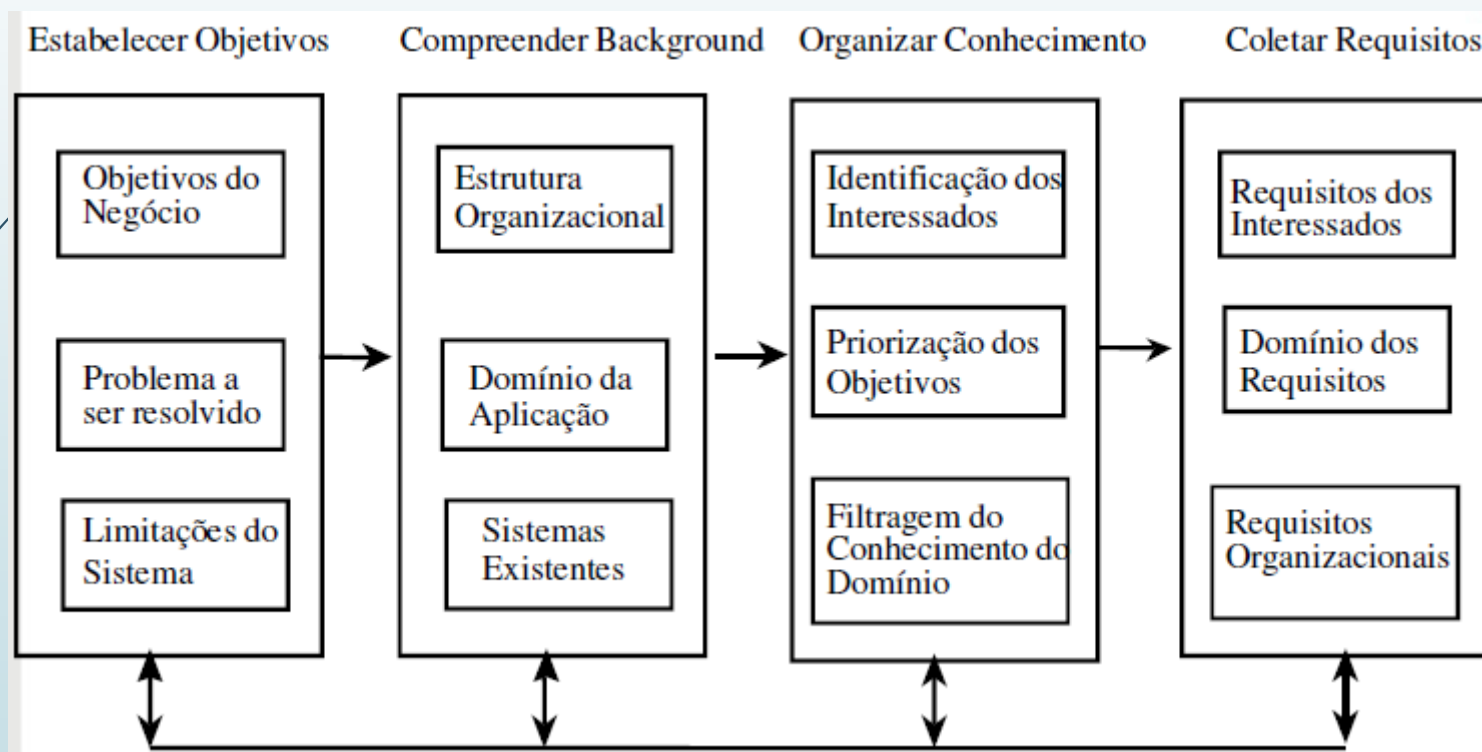 Estabelecer Objetivos
Compreender Background
Organizar Conhecimento
Coletar Requisitos
Objetivos do
Negócio
Problema a
ser resolvido
Limitações do
Sistema
Estrutura
Organizacional
Domínio da
Aplicação
Sistemas
Existentes
Identificação dos
Interessados
Priorização dos
Objetivos
Filtragem do
Conhecimento do
Domínio
Requisitos dos
Interessados
Domínio dos
Requisitos
Requisitos
Organizacionais